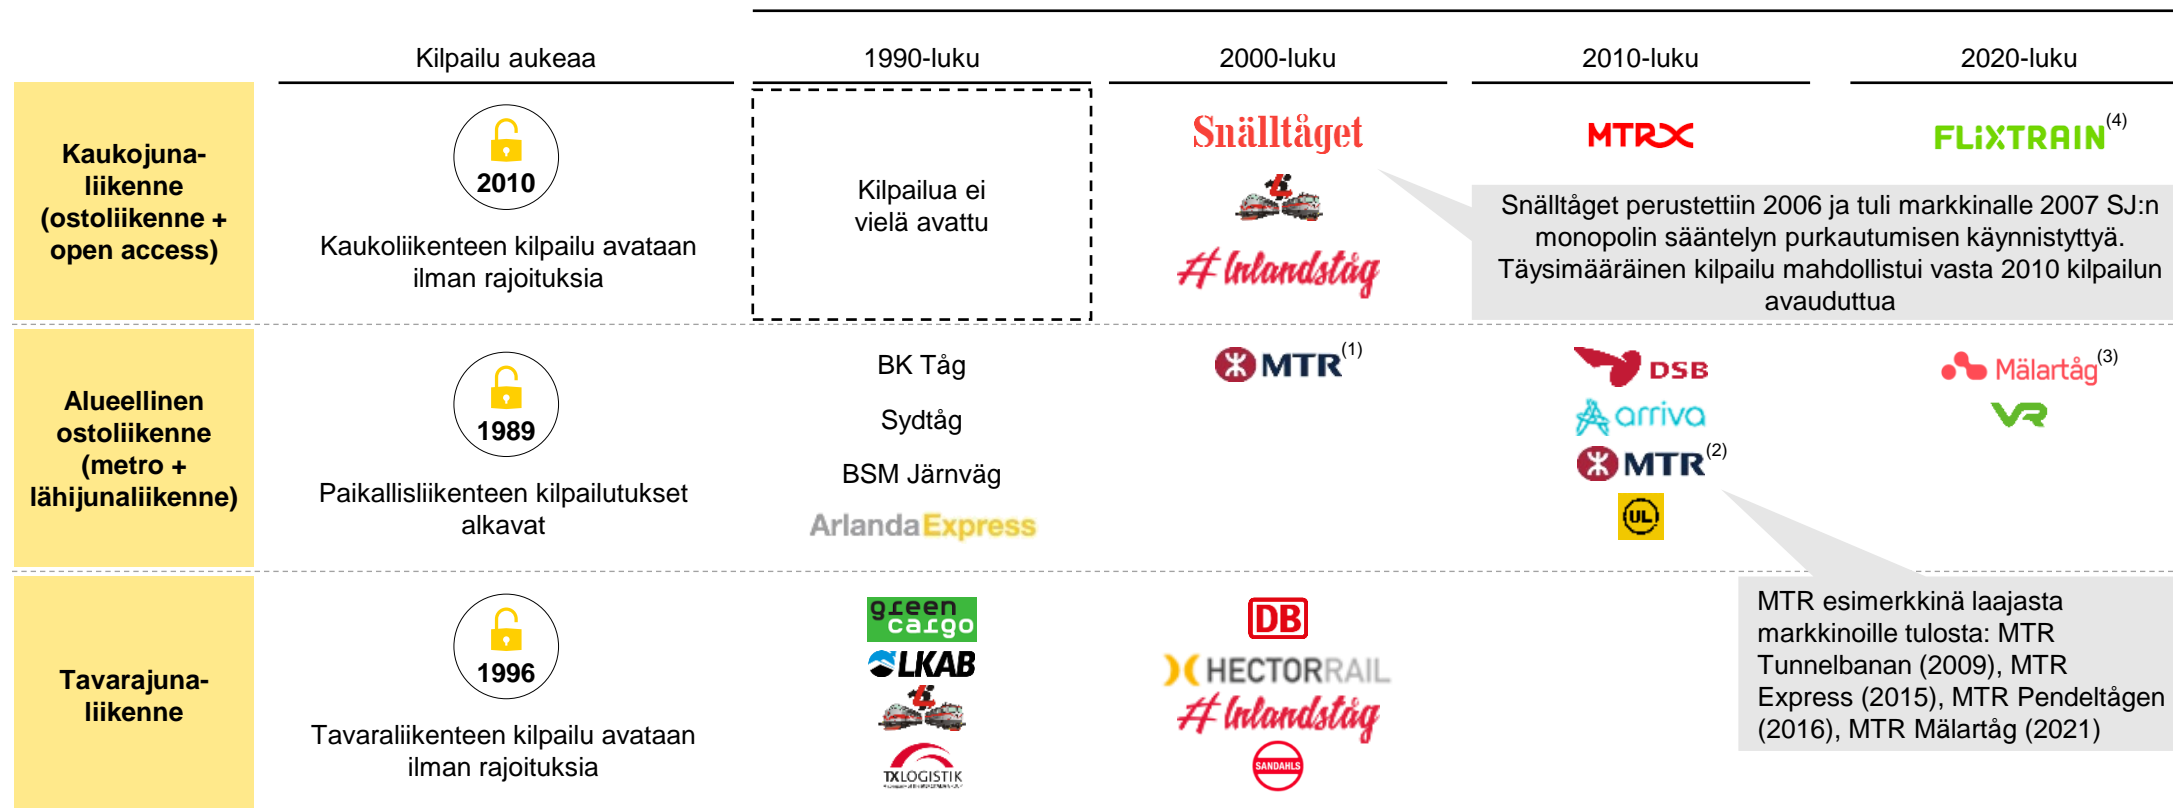 Kilpailu aukeaa
1990-luku
2000-luku
2010-luku
2020-luku
Kaukojuna-
liikenne
(ostoliikenne +
open access)
2010
Kaukoliikenteen kilpailu avataan
ilman rajoituksia
Kilpailua ei
vielä avattu
Snälltåget
# Inlandståg
MTRX
FLiXTRAIN(4)
Snälltåget perustettiin 2006 ja tuli markkinalle 2007 SJ:n
monopolin sääntelyn purkautumisen käynnistyttyä.
Täysimääräinen kilpailu mahdollistui vasta 2010 kilpailun
avauduttua
Alueellinen
ostoliikenne
(metro +
lähijunaliikenne)
1989
Paikallisliikenteen kilpailutukset
alkavat
BK Tåg
Sydtåg
BSM Järnväg
ArlandaExpress
MTR(1)
DSB
arriva
MTR(2)
UL
Mälartåg(3)
VR
Tavarajuna-
liikenne
1996
Tavaraliikenteen kilpailu avataan
ilman rajoituksia
green
cargo
LKAB
TXLOGISTIK
DB
HECTORRAIL
# Inlandståg
SANDAHLS
MTR esimerkkinä laajasta
markkinoille tulosta: MTR
Tunnelbanan (2009), MTR
Express (2015), MTR Pendeltågen
(2016), MTR Mälartåg (2021)